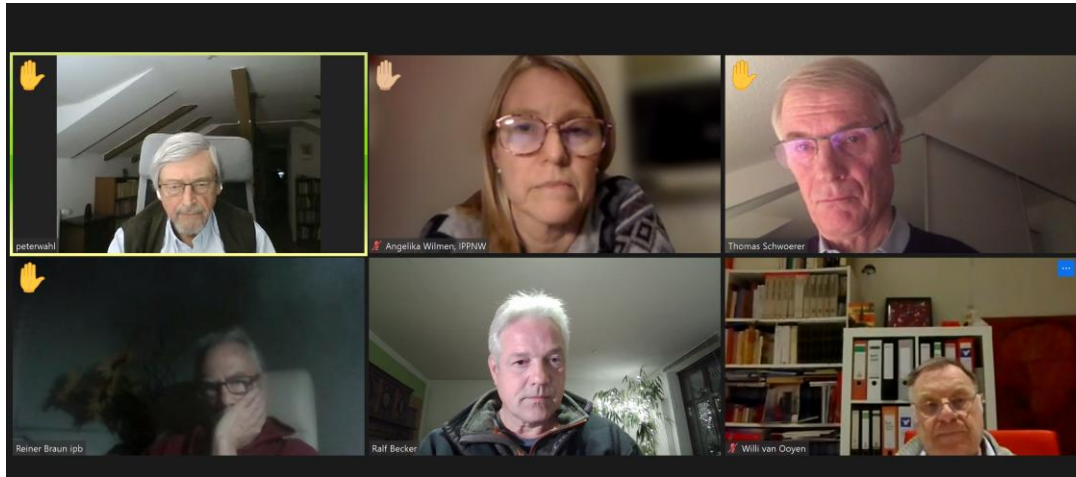 peterwahl
Angelika Wilmen, IPPNW
Thomas Schwoerer
Reiner Braun ipb
Ralf Becker
Willi van Ooyen